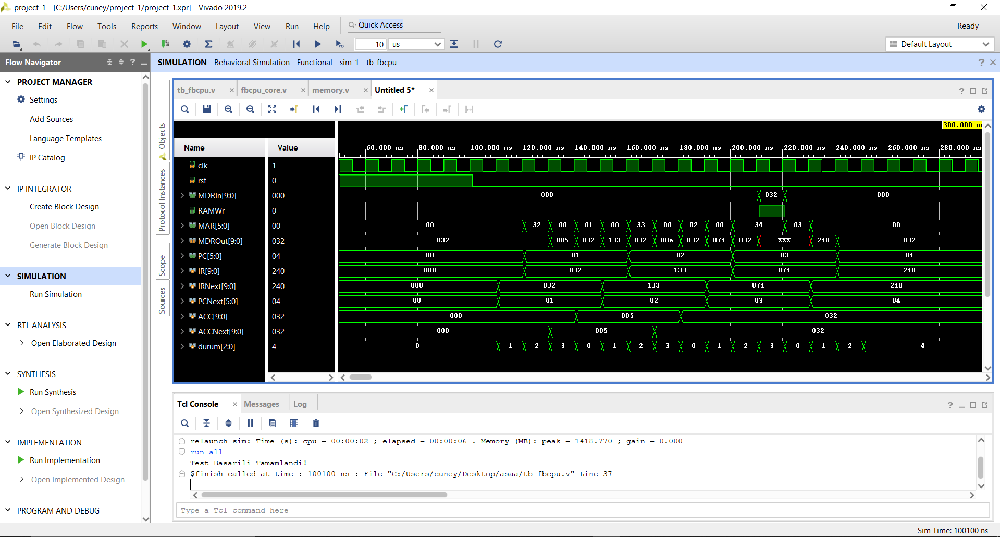 project_1 - [C:/Users/cuney/project_1/project_1.xpr] - Vivado 2019.2
File Edit Flow Tools Reports Window Layout View Run Help Quick Access Ready
10 us Default Layout
Flow Navigator
SIMULATION - Behavioral Simulation - Functional - sim_1 - tb_fbcpu
PROJECT MANAGER
Settings
Add Sources
Language Templates
IP Catalog
IP INTEGRATOR
Create Block Design
Open Block Design
Generate Block Design
SIMULATION
Run Simulation
RTL ANALYSIS
Open Elaborated Design
SYNTHESIS
Run Synthesis
Open Synthesized Design
IMPLEMENTATION
Run Implementation
Open Implemented Design
PROGRAM AND DEBUG
Objects
Protocol Instances
Scope
Sources
tb_fbcpu.v fbcpu_core.v memory.v Untitled 5*
300.000 ns
Name Value 60.000 ns 80.000 ns 100.000 ns 120.000 ns 140.000 ns 160.000 ns 180.000 ns 200.000 ns 220.000 ns 240.000 ns 260.000 ns 280.000 ns
clk 1
rst 0
MDRIn[9:0] 000 000 032 000
RAMWr 0
MAR[5:0] 00 00 32 00 01 00 33 00 02 00 34 03 00
MDROut[9:0] 032 032 005 032 133 032 00a 032 074 032 XXX 240 032
PC[5:0] 04 00 01 02 03 04
IR[9:0] 240 000 032 133 074 240
IRNext[9:0] 240 000 032 133 074 240
PCNext[5:0] 04 00 01 02 03 04
ACC[9:0] 032 000 005 032
ACCNext[9:0] 032 000 005 032
durum[2:0] 4 0 1 2 3 0 1 2 3 0 1 2 3 0 1 2 4
Tcl Console Messages Log
relaunch_sim: Time (s): cpu = 00:00:02 ; elapsed = 00:00:06 . Memory (MB): peak = 1418.770 ; gain = 0.000
run all
Test Basarili Tamamlandi!
$finish called at time : 100100 ns : File "C:/Users/cuney/Desktop/asaa/tb_fbcpu.v" Line 37
Type a Tcl command here
Sim Time: 100100 ns